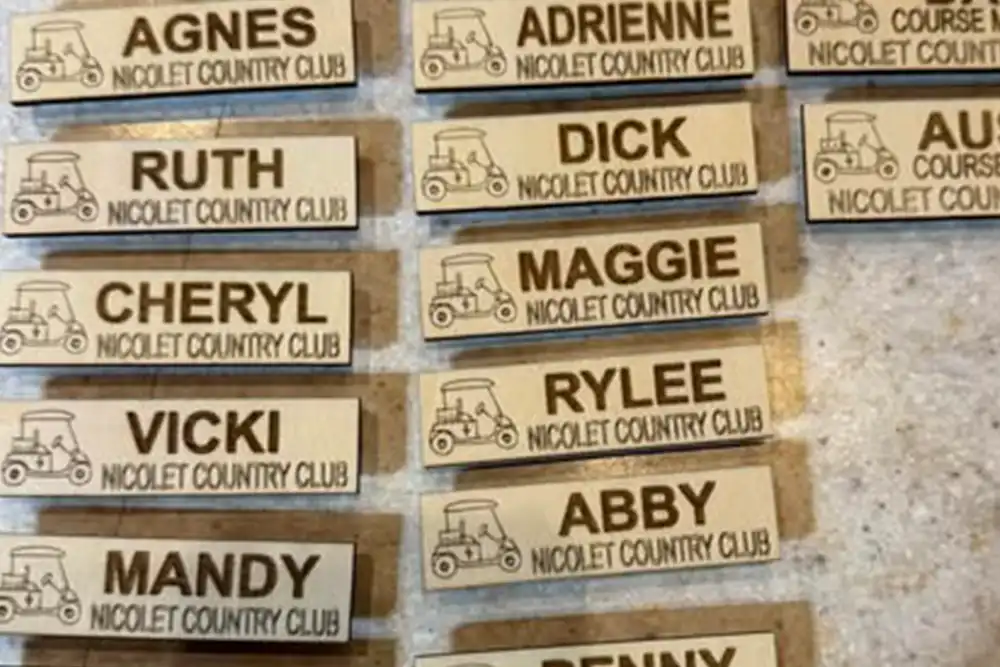 AGNES
NICOLET COUNTRY CLUB
RUTH
NICOLET COUNTRY CLUB
CHERYL
NICOLET COUNTRY CLUB
VICKI
NICOLET COUNTRY CLUB
MANDY
NICOLET COUNTRY CLUB
ADRIENNE
NICOLET COUNTRY CLUB
DICK
NICOLET COUNTRY CLUB
MAGGIE
NICOLET COUNTRY CLUB
RYLEE
NICOLET COUNTRY CLUB
ABBY
NICOLET COUNTRY CLUB
COURSE
NICOLET
COURSE
NICOLET